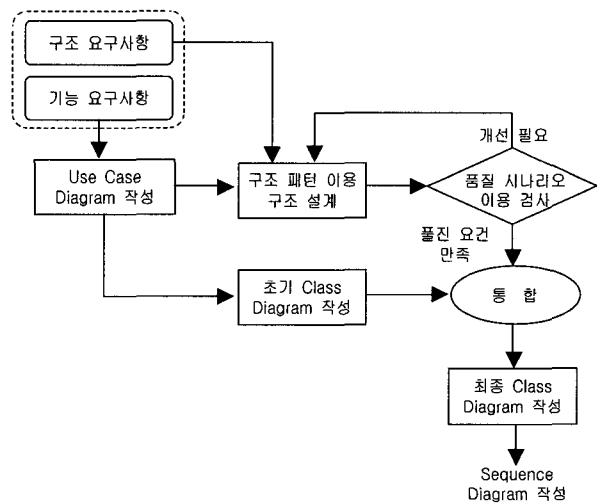 구조 요구사항
기능 요구사항
개선 필요
Use Case
Diagram 작성
구조 패턴 이용
구조 설계
품질 시나리오
이용 검사
풀진 요건
만족
초기 Class
Diagram 작성
통 합
최종 Class
Diagram 작성
Sequence
Diagram 작성